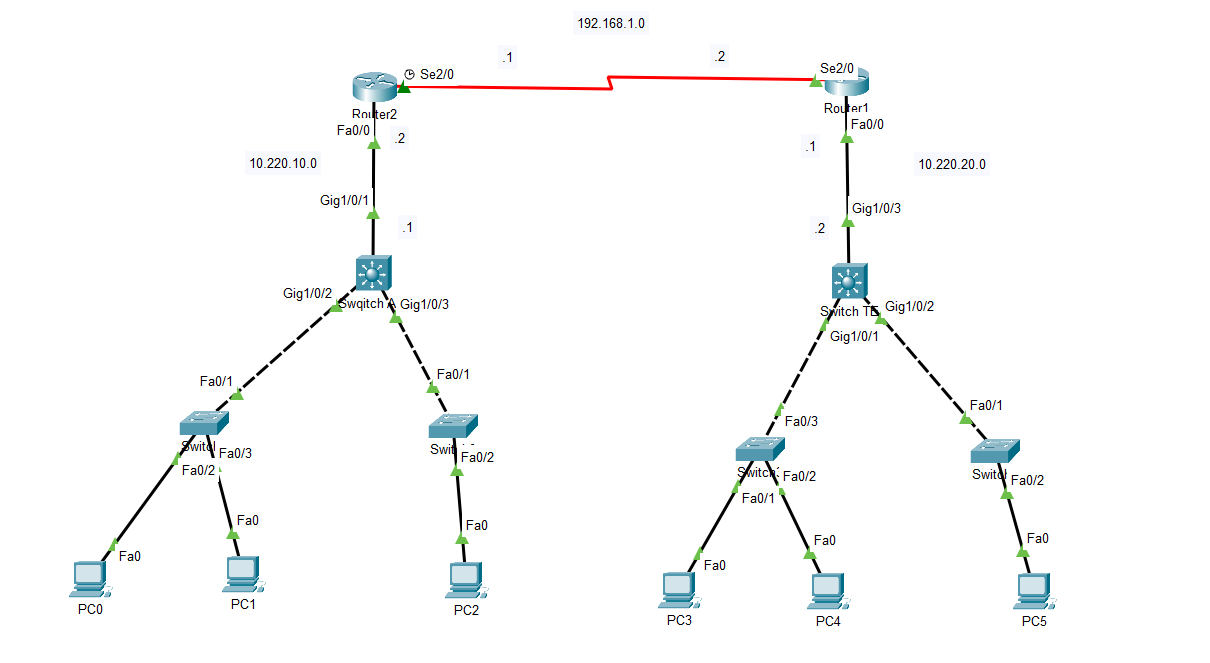 192.168.1.0
.1
.2
Se2/0
Se2/0
Router2
Router1
Fa0/0
.2
Fa0/0
.1
10.220.10.0
10.220.20.0
Gig1/0/1
.1
Gig1/0/3
.2
Gig1/0/2
Swqitch A
Gig1/0/3
Switch TE
Gig1/0/2
Gig1/0/1
Fa0/1
Fa0/1
Fa0/1
Fa0/3
Fa0/3
Fa0/2
Fa0/2
Fa0/2
Fa0/1
Fa0/2
Fa0
Fa0
Fa0
Fa0
Fa0
Fa0
PC0
PC1
PC2
PC3
PC4
PC5